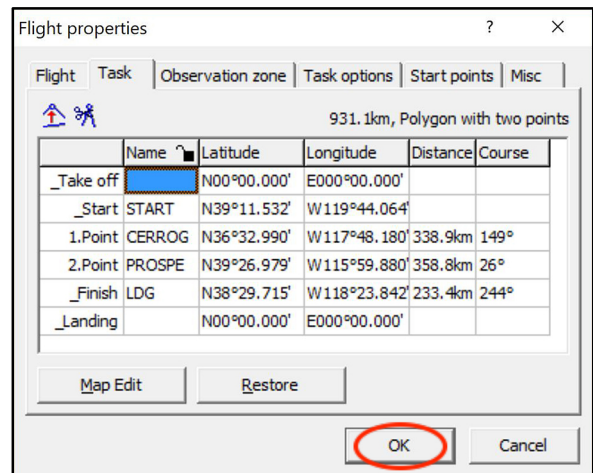 Flight properties ? ×
Flight Task Observation zone Task options Start points Misc
931.1km, Polygon with two points
Name Latitude Longitude Distance Course
_Take off N00°00.000' E000°00.000'
_Start START N39°11.532' W119°44.064'
1.Point CERROG N36°32.990' W117°48.180' 338.9km 149°
2.Point PROSPE N39°26.979' W115°59.880' 358.8km 26°
_Finish LDG N38°29.715' W118°23.842' 233.4km 244°
_Landing N00°00.000' E000°00.000'
Map Edit Restore
OK Cancel